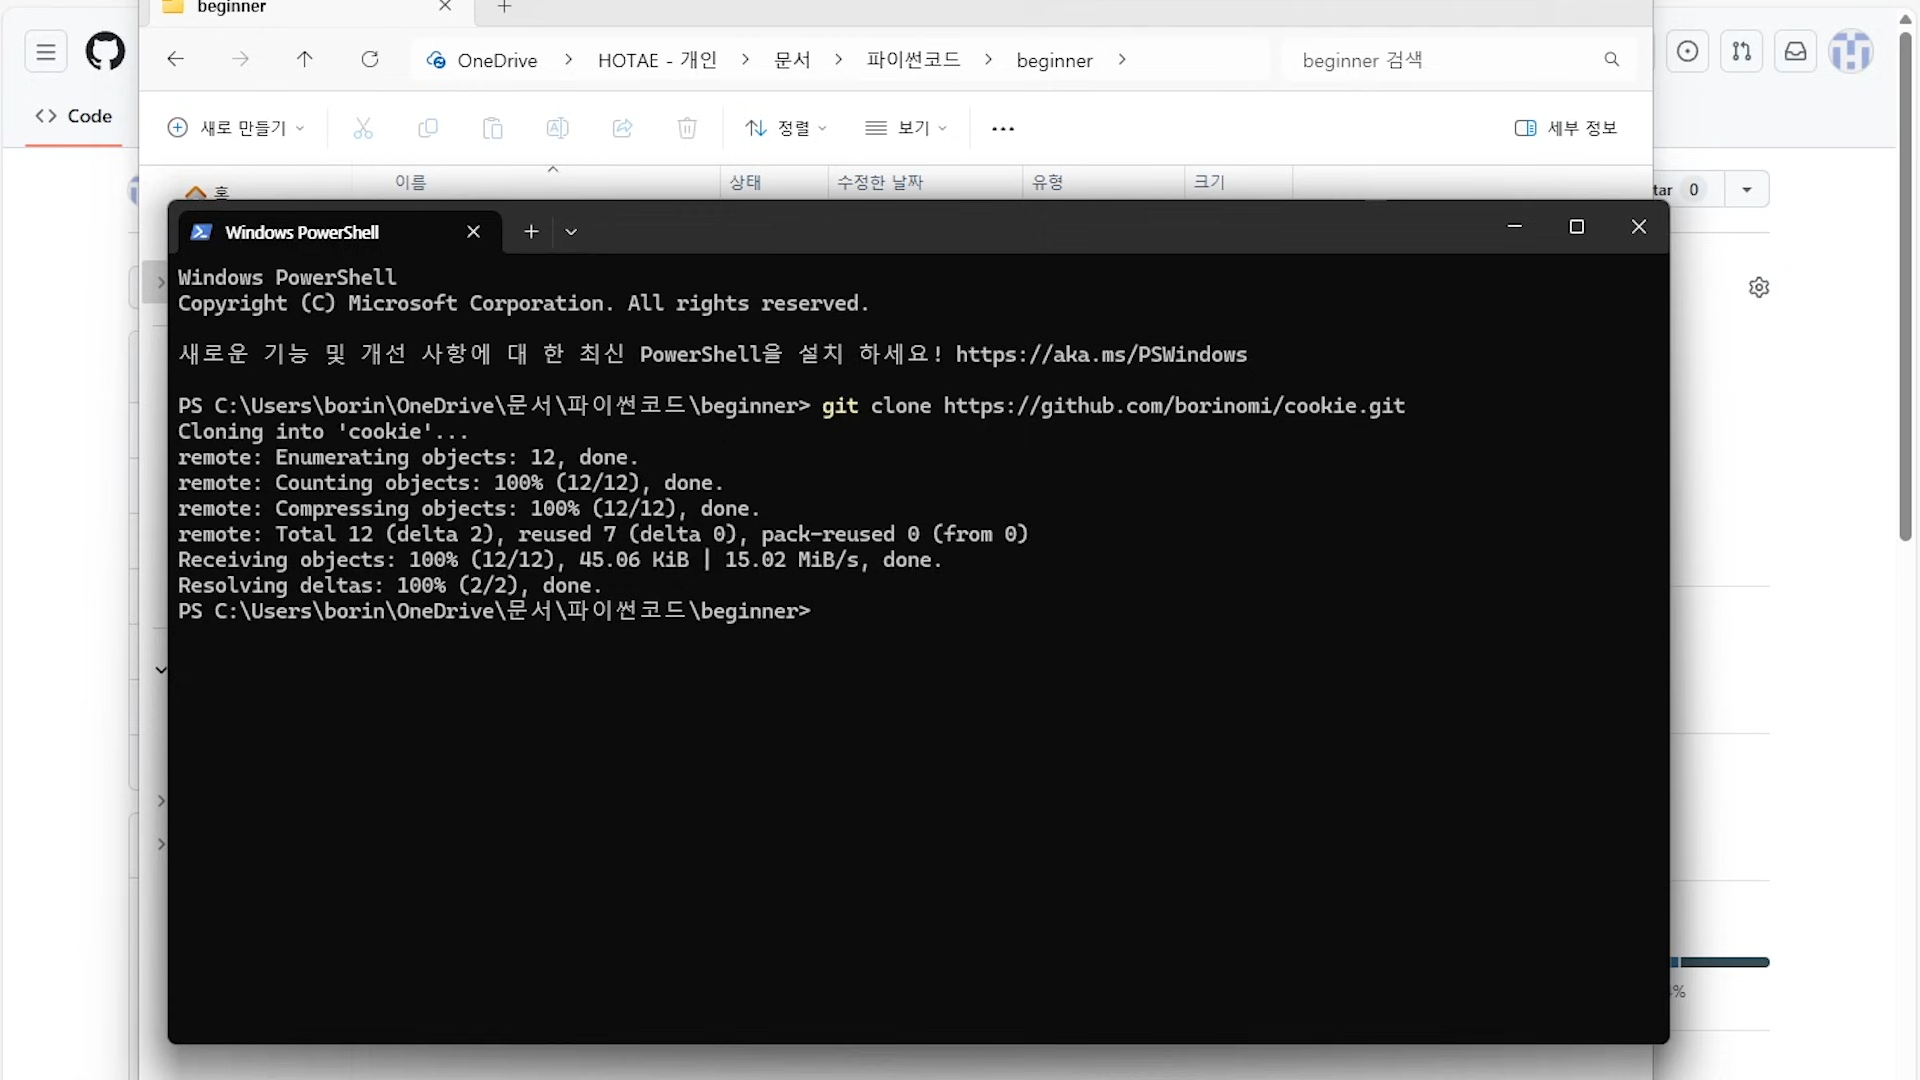 beginner
OneDrive > HOTAE - 개인 > 문서 > 파이썬코드 > beginner >
beginner 검색
Code
새로 만들기
정렬
보기
세부 정보
이름
상태
수정한 날짜
유형
크기
홈
tar 0
Windows PowerShell
Windows PowerShell
Copyright (C) Microsoft Corporation. All rights reserved.
새로운 기능 및 개선 사항에 대 한 최신 PowerShell을 설치 하세요! https://aka.ms/PSWindows
PS C:\Users\borin\OneDrive\문서\파이썬코드\beginner> git clone https://github.com/borinomi/cookie.git
Cloning into 'cookie'...
remote: Enumerating objects: 12, done.
remote: Counting objects: 100% (12/12), done.
remote: Compressing objects: 100% (12/12), done.
remote: Total 12 (delta 2), reused 7 (delta 0), pack-reused 0 (from 0)
Receiving objects: 100% (12/12), 45.06 KiB | 15.02 MiB/s, done.
Resolving deltas: 100% (2/2), done.
PS C:\Users\borin\OneDrive\문서\파이썬코드\beginner>